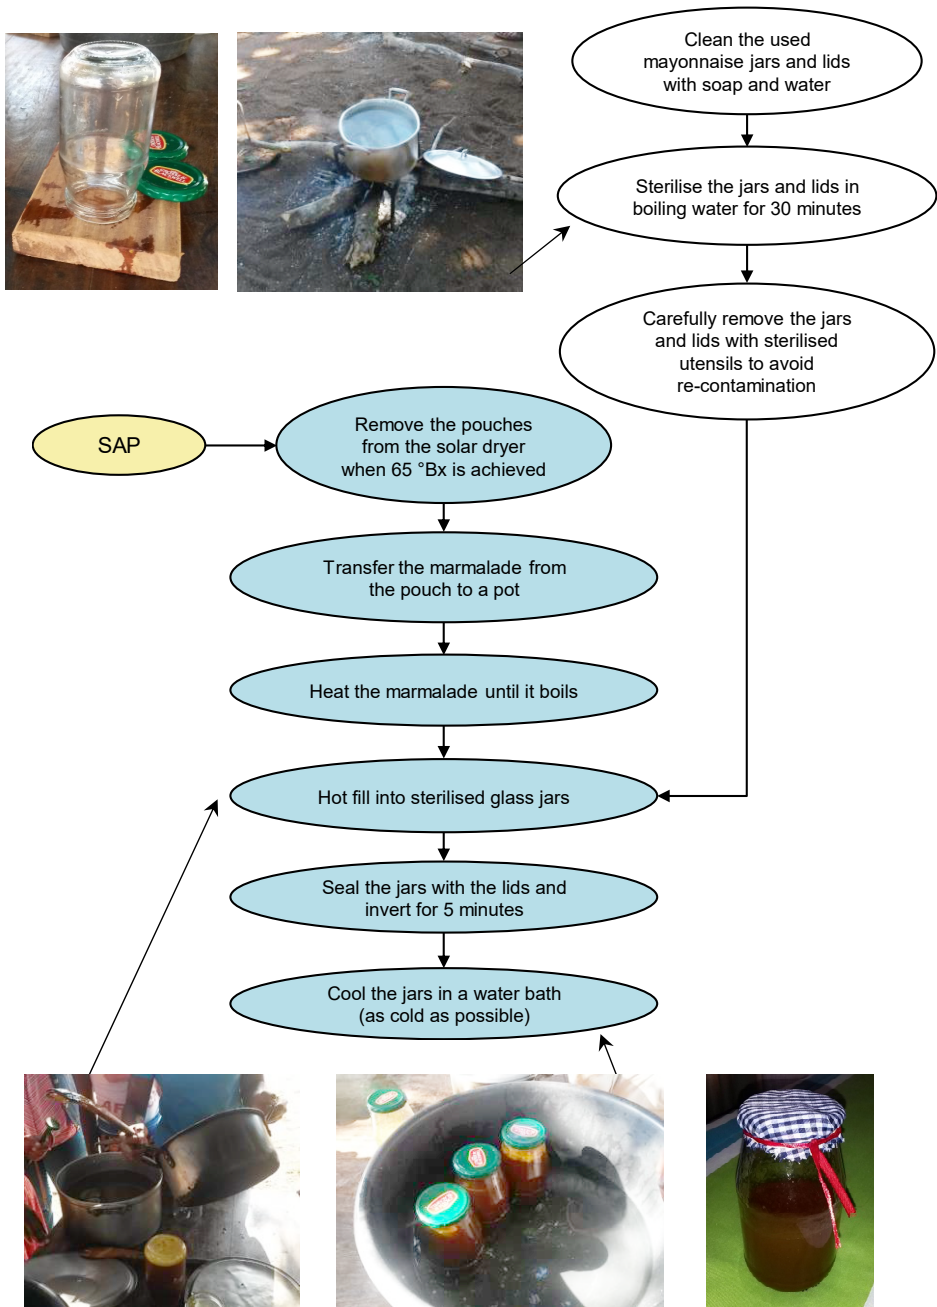 Clean the used
mayonnaise jars and lids
with soap and water
Sterilise the jars and lids in
boiling water for 30 minutes
Carefully remove the jars
and lids with sterilised
utensils to avoid
re-contamination
SAP
Remove the pouches
from the solar dryer
when 65 °Bx is achieved
Transfer the marmalade from
the pouch to a pot
Heat the marmalade until it boils
Hot fill into sterilised glass jars
Seal the jars with the lids and
invert for 5 minutes
Cool the jars in a water bath
(as cold as possible)